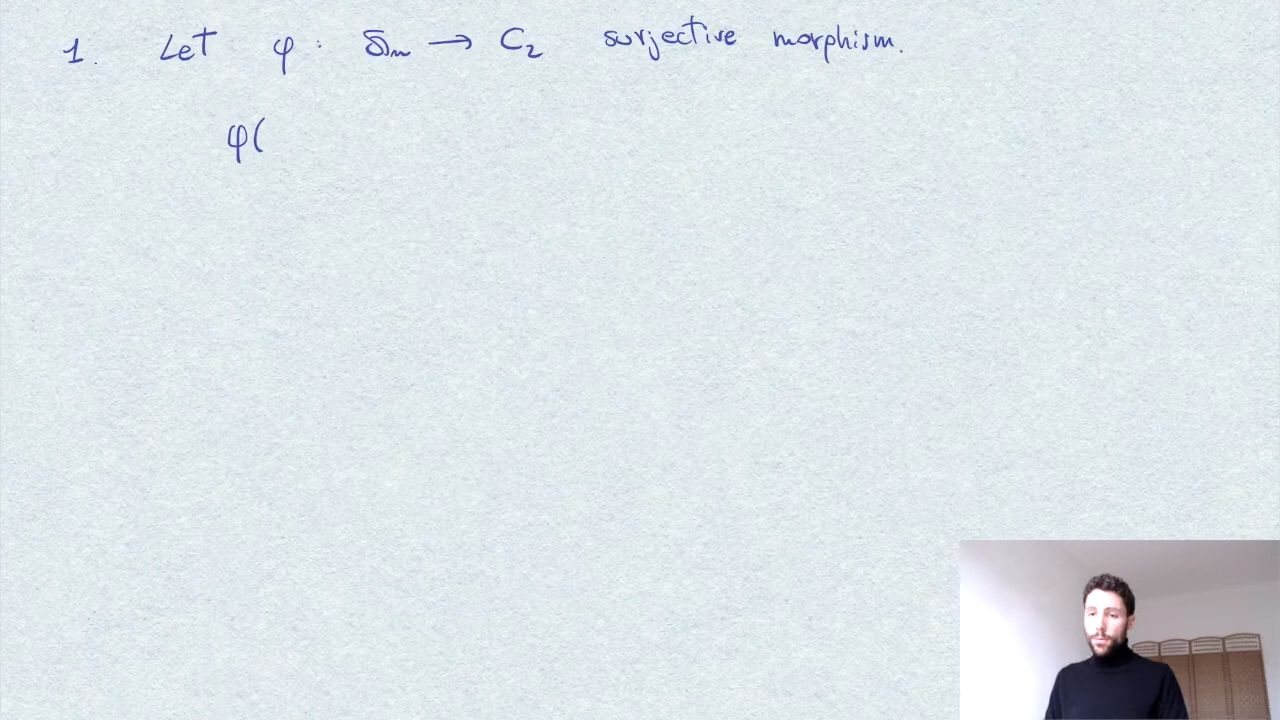 1. Let φ : 𝔖ₙ → C₂ surjective morphism.
φ(